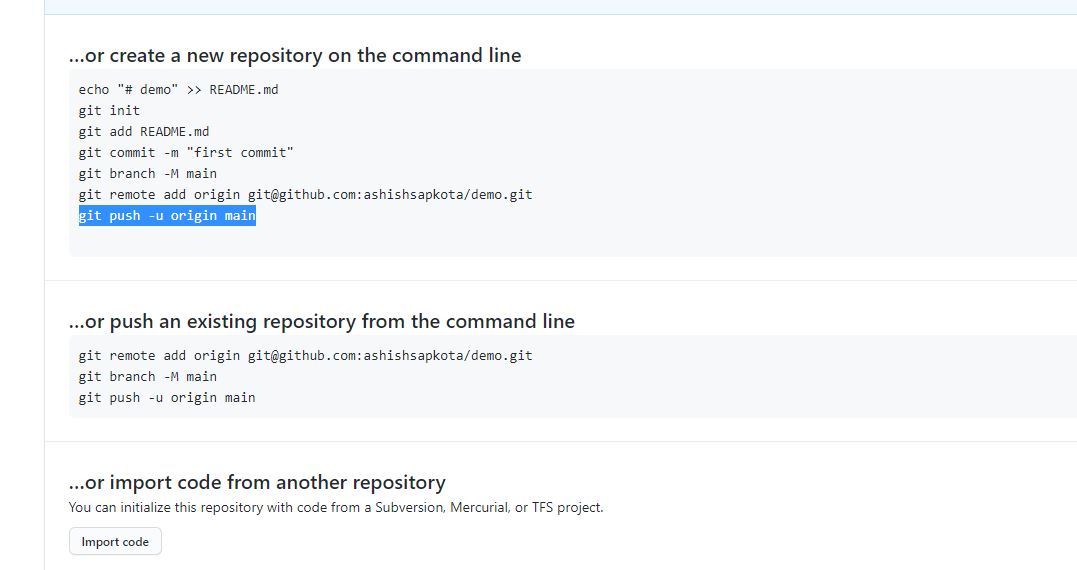 ...or create a new repository on the command line
echo "# demo" >> README.md
git init
git add README.md
git commit -m "first commit"
git branch -M main
git remote add origin git@github.com:ashishsapkota/demo.git
git push -u origin main
...or push an existing repository from the command line
git remote add origin git@github.com:ashishsapkota/demo.git
git branch -M main
git push -u origin main
...or import code from another repository
You can initialize this repository with code from a Subversion, Mercurial, or TFS project.
Import code